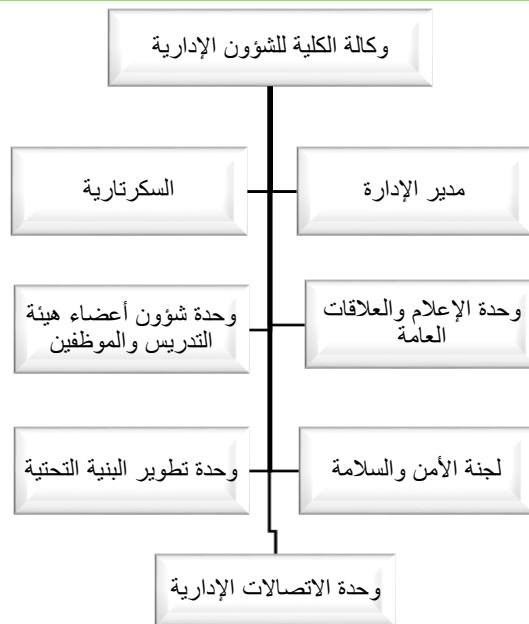 وكالة الكلية للشؤون الإدارية
مدير الإدارة
السكرتارية
وحدة الإعلام والعلاقات
العامة
وحدة شؤون أعضاء هيئة
التدريس والموظفين
لجنة الأمن والسلامة
وحدة تطوير البنية التحتية
وحدة الاتصالات الإدارية